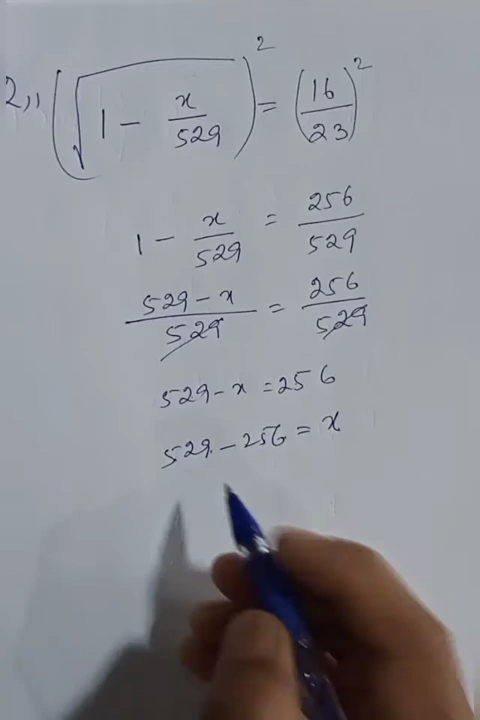 2,, (√(1 - x/529))² = (16/23)²
1 - x/529 = 256/529
(529 - x)/529 = 256/529
529 - x = 256
529 - 256 = x